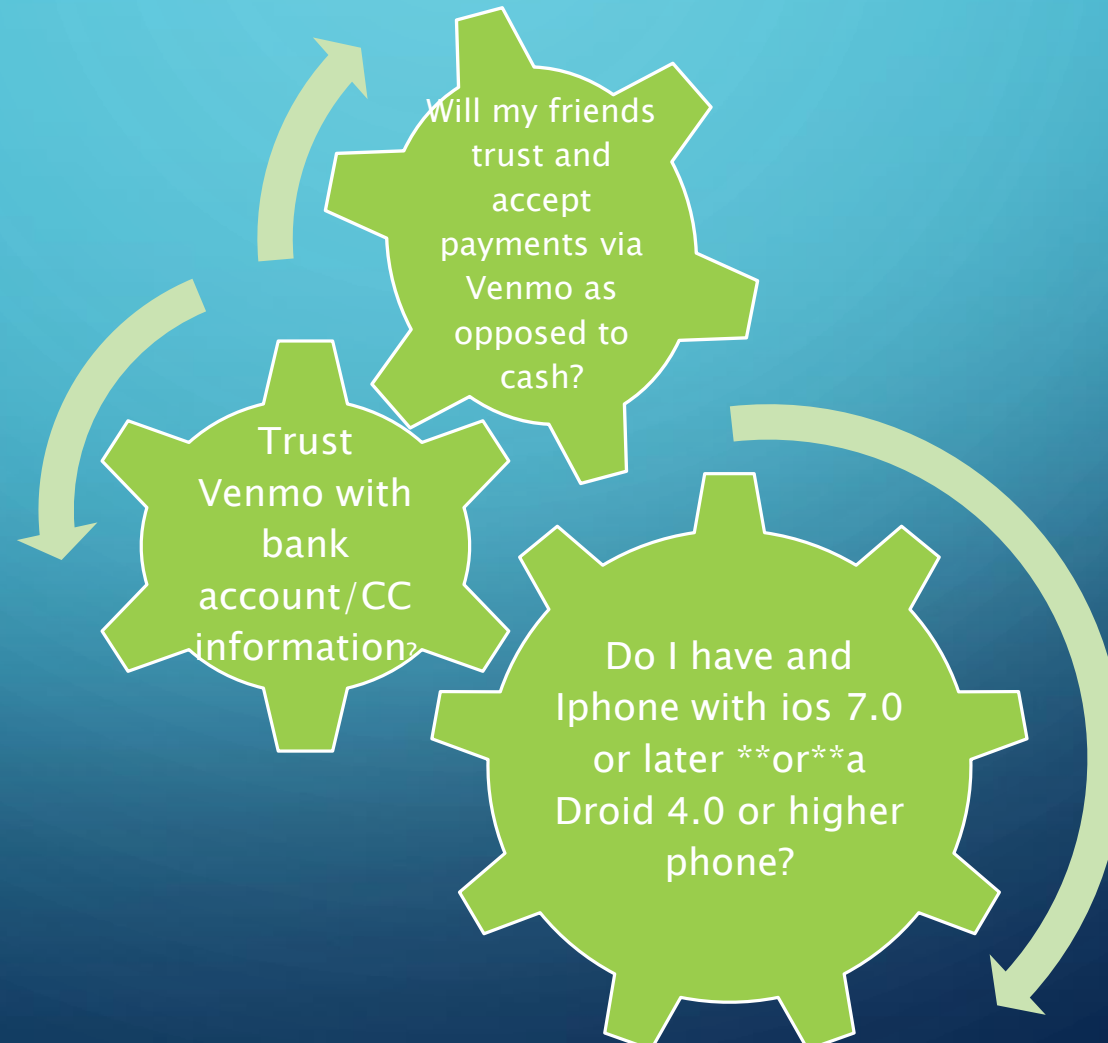 Will my friends
trust and
accept
payments via
Venmo as
opposed to
cash?
Trust
Venmo with
bank
account/CC
information?
Do I have and
Iphone with ios 7.0
or later **or**a
Droid 4.0 or higher
phone?